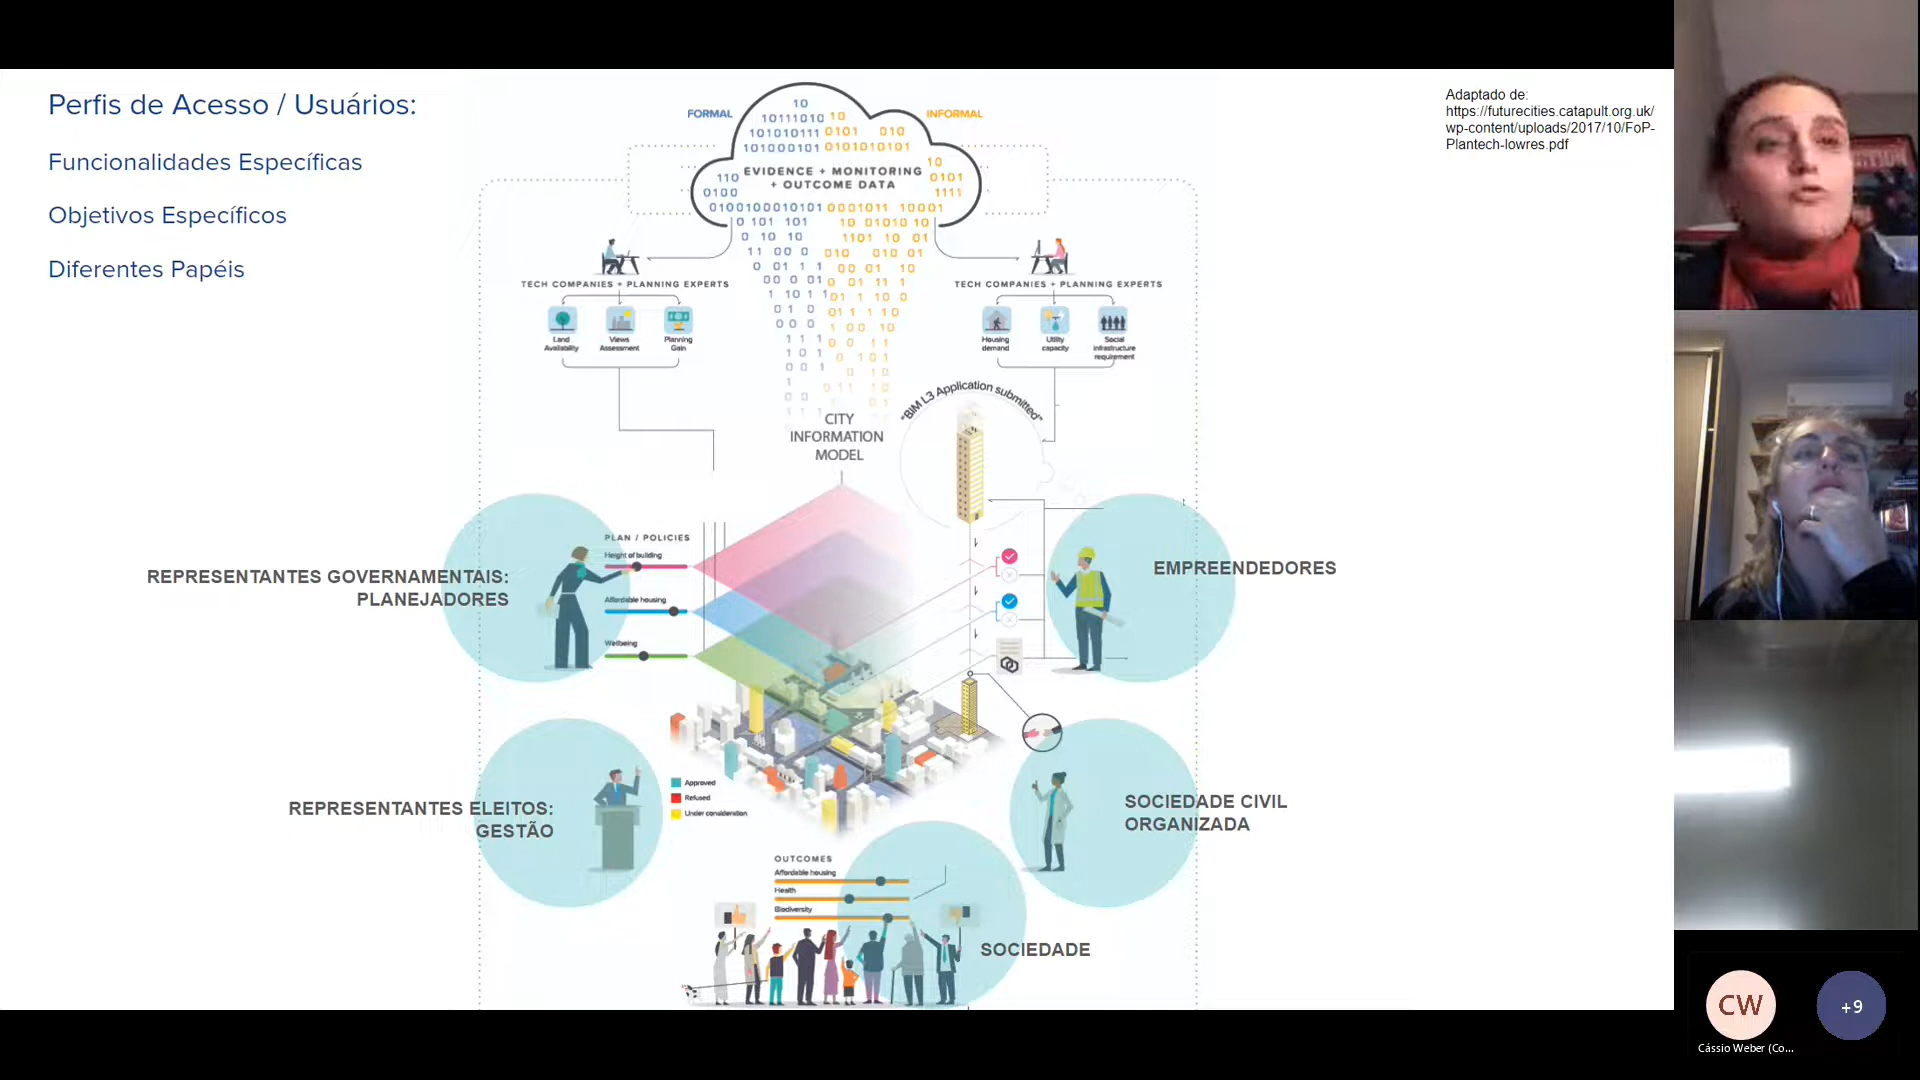 Perfis de Acesso / Usuários:
Funcionalidades Específicas
Objetivos Específicos
Diferentes Papéis
Adaptado de:
https://futurecities.catapult.org.uk/
wp-content/uploads/2017/10/FoP-
Plantech-lowres.pdf
FORMAL
INFORMAL
EVIDENCE + MONITORING
+ OUTCOME DATA
TECH COMPANIES + PLANNING EXPERTS
Land
Availability
Views
Assessment
Planning
Gain
TECH COMPANIES + PLANNING EXPERTS
Housing
demand
Utility
capacity
Social
infrastructure
requirement
"BIM L3 Application submitted"
CITY
INFORMATION
MODEL
PLAN / POLICIES
Height of building
Affordable housing
Wellbeing
REPRESENTANTES GOVERNAMENTAIS:
PLANEJADORES
EMPREENDEDORES
REPRESENTANTES ELEITOS:
GESTÃO
Approved
Refused
Under consideration
SOCIEDADE CIVIL
ORGANIZADA
OUTCOMES
Affordable housing
Health
Biodiversity
SOCIEDADE
CW
+9
Cássio Weber (Co...